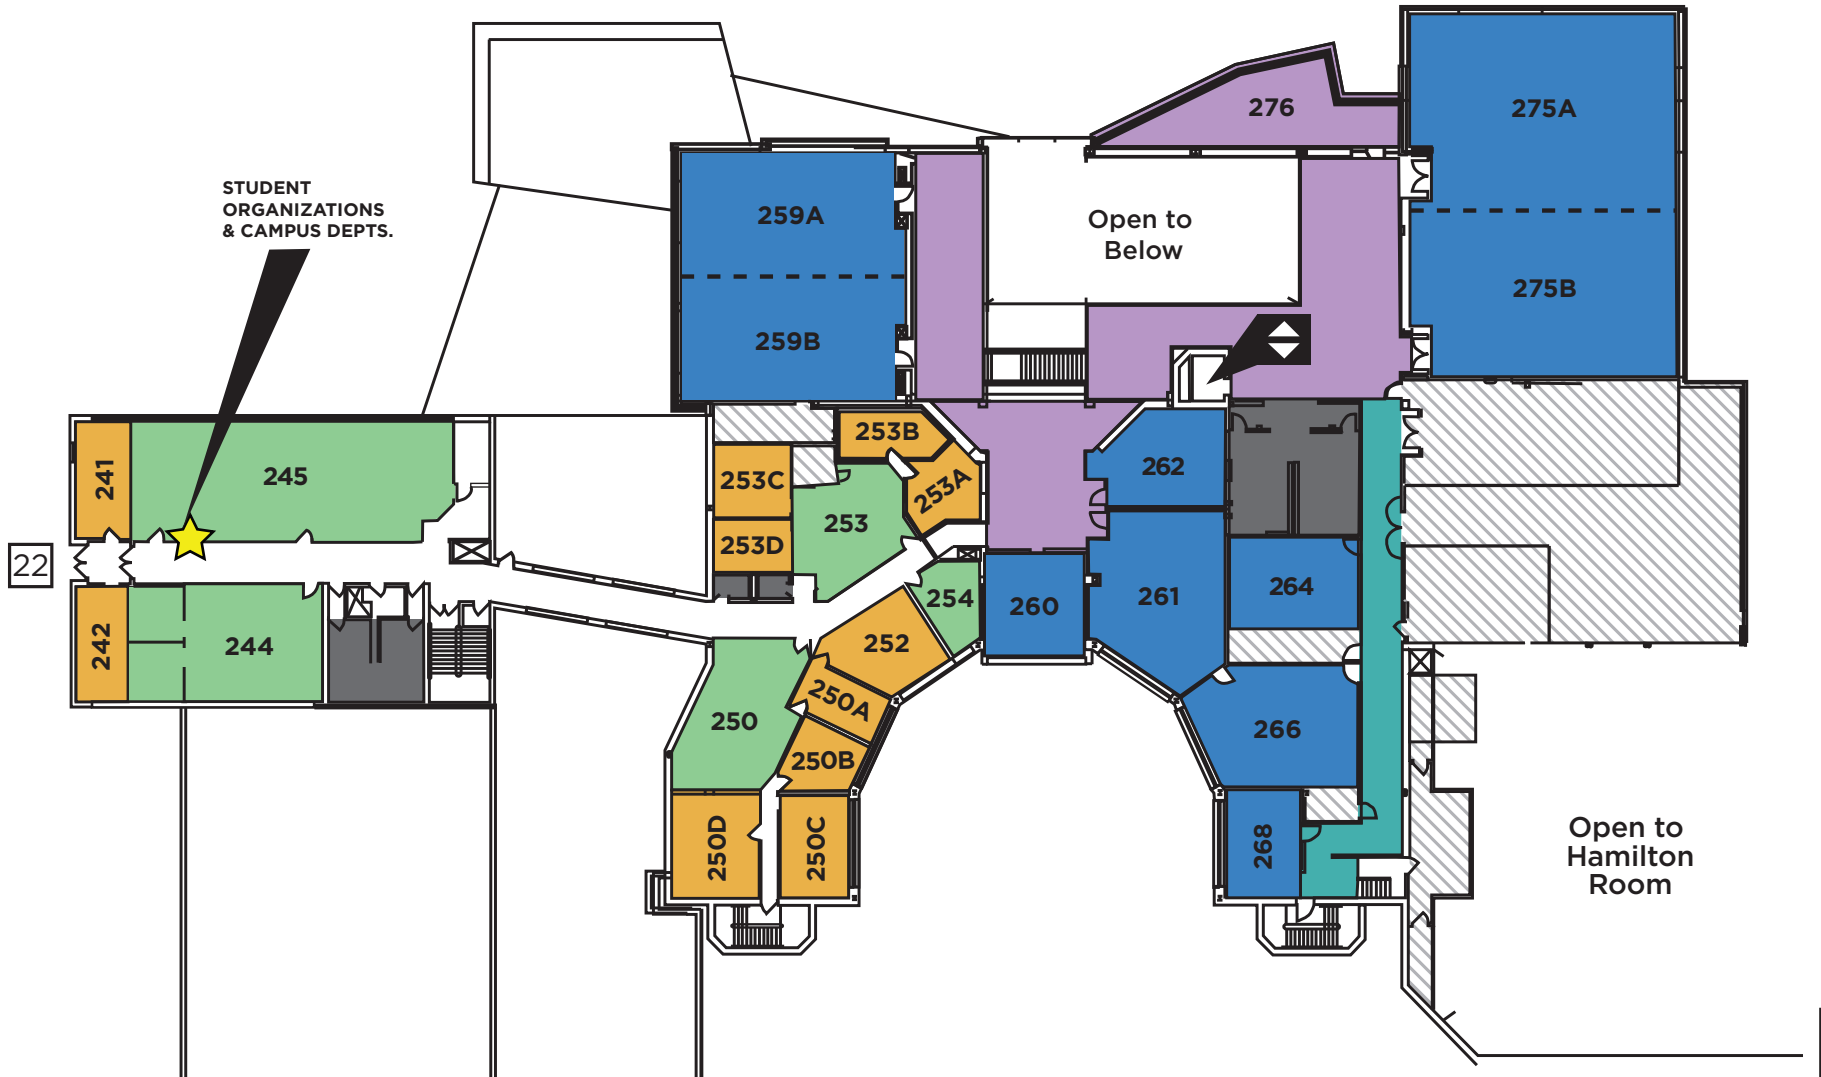 276
275A
STUDENT
ORGANIZATIONS
& CAMPUS DEPTS.
259A
Open to
Below
275B
259B
253B
241
245
253C
253A
262
253
253D
22
264
254
260
261
242
244
252
250A
250
266
250B
250D
250C
268
Open to
Hamilton
Room